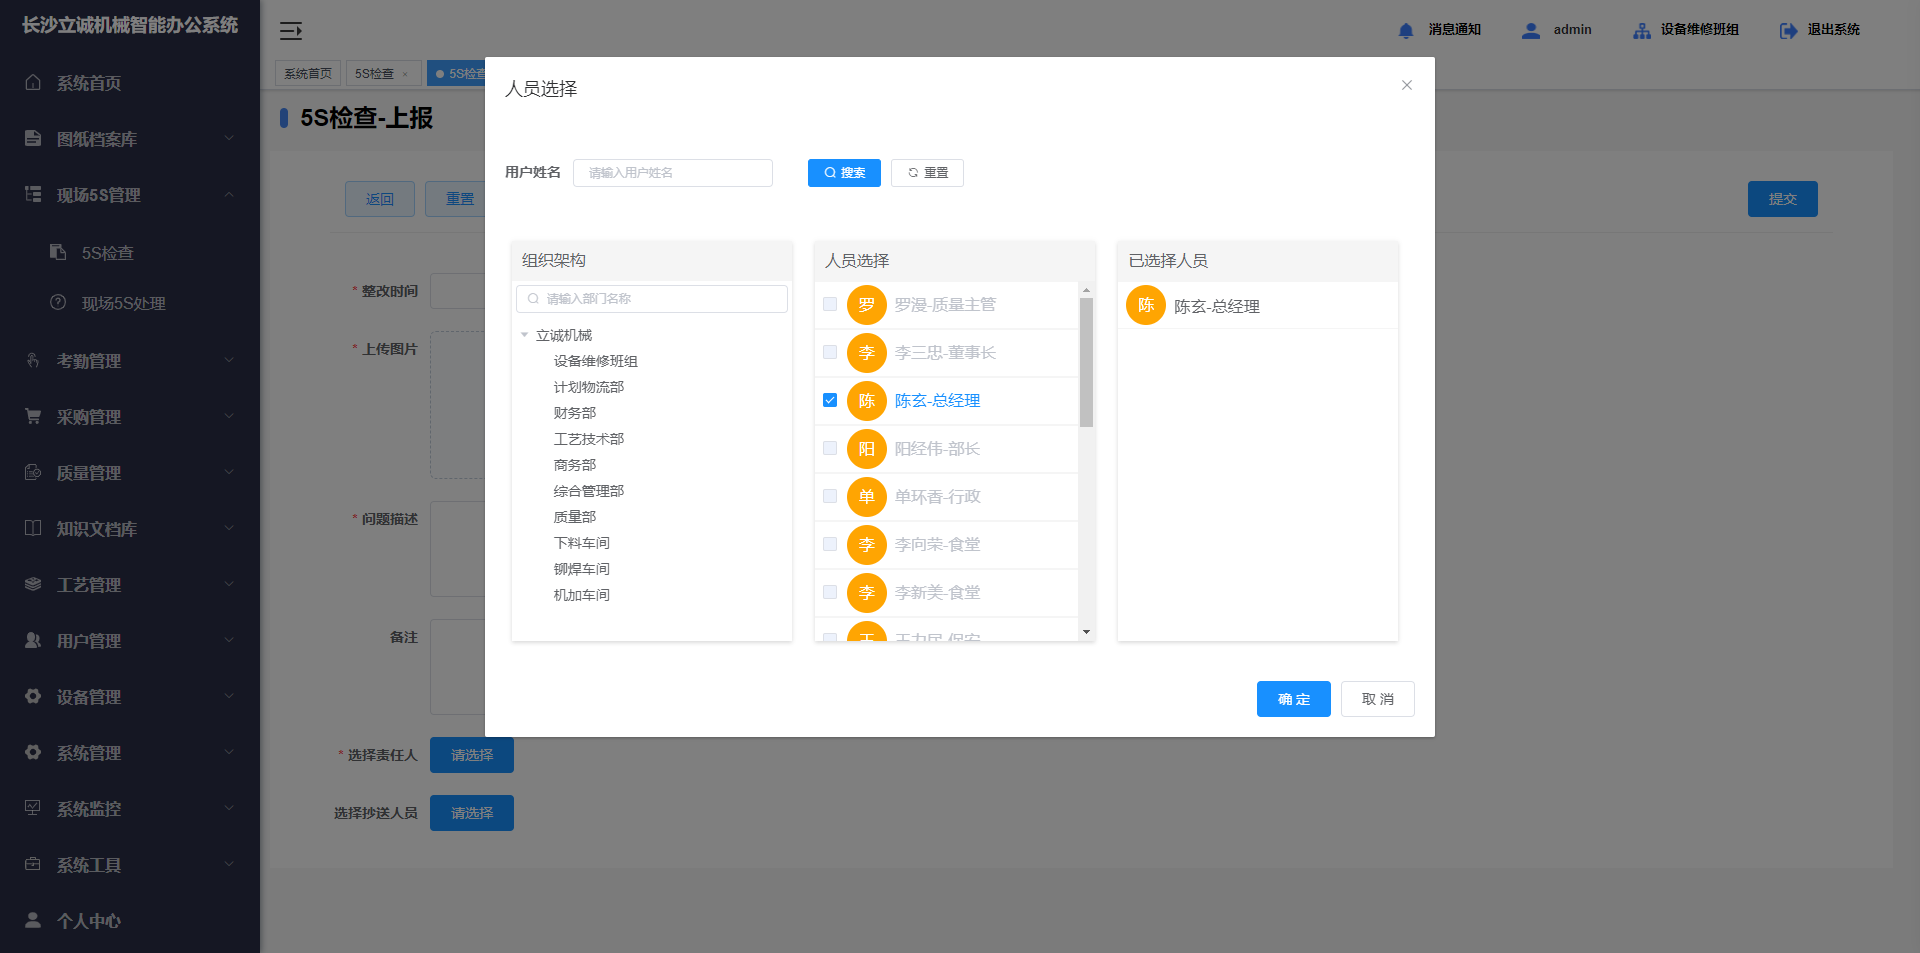 长沙立诚机械智能办公系统
系统首页
图纸档案库
现场5S管理
5S检查
现场5S处理
考勤管理
采购管理
质量管理
知识文档库
工艺管理
用户管理
设备管理
系统管理
系统监控
系统工具
个人中心
消息通知
admin
设备维修班组
退出系统
系统首页
5S检查
5S检查
5S检查-上报
返回
重置
提交
* 整改时间
* 上传图片
* 问题描述
备注
* 选择责任人
请选择
选择抄送人员
请选择
人员选择
用户姓名
请输入用户姓名
搜索
重置
组织架构
请输入部门名称
立诚机械
设备维修班组
计划物流部
财务部
工艺技术部
商务部
综合管理部
质量部
下料车间
铆焊车间
机加车间
人员选择
罗 罗漫-质量主管
李 李三忠-董事长
陈 陈玄-总经理
阳 阳经伟-部长
单 单环香-行政
李 李向荣-食堂
李 李新美-食堂
已选择人员
陈 陈玄-总经理
确 定
取 消